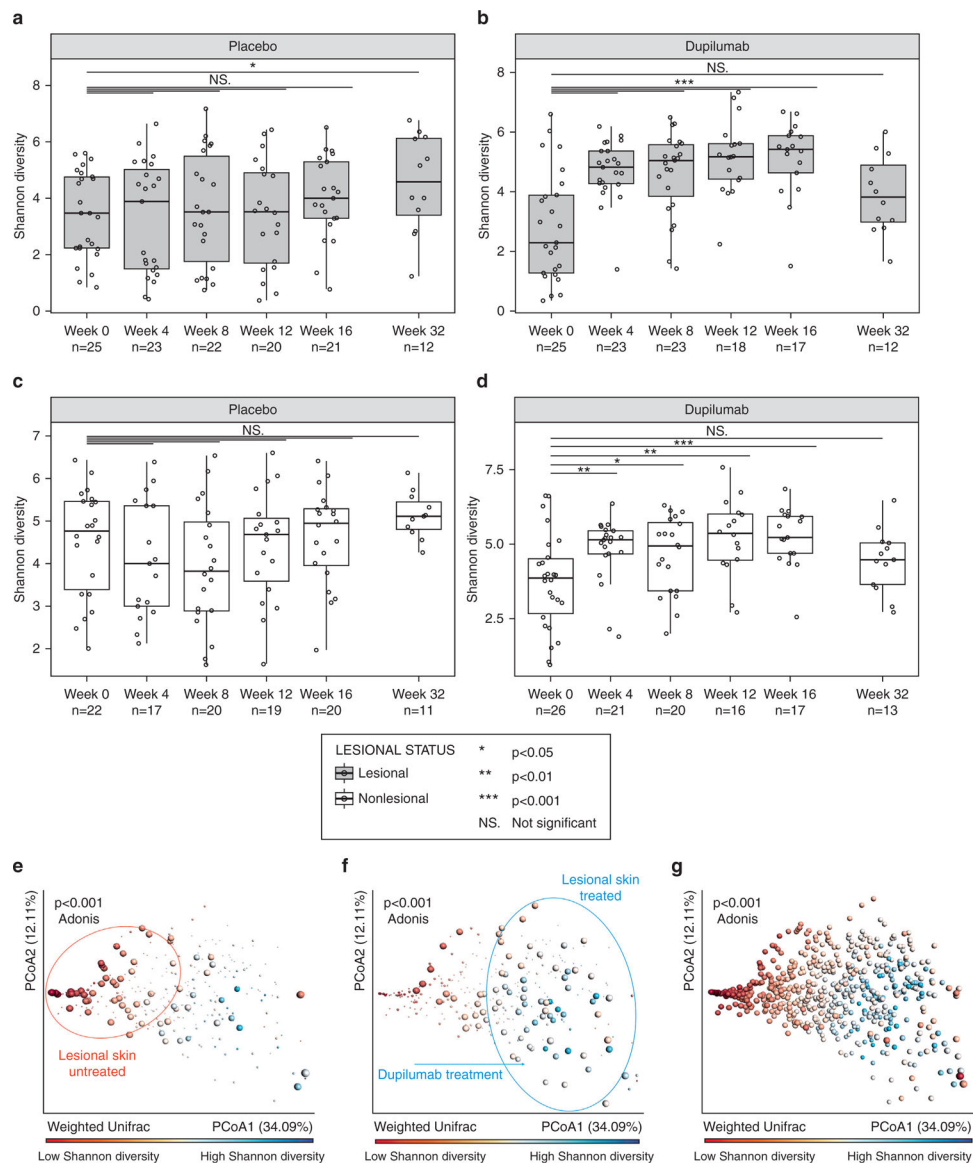 a
Placebo
*
NS.
8
6
4
2
0
Shannon diversity
Week 0 Week 4 Week 8 Week 12 Week 16 Week 32
n=25 n=23 n=22 n=20 n=21 n=12
b
Dupilumab
NS.
***
8
6
4
2
0
Shannon diversity
Week 0 Week 4 Week 8 Week 12 Week 16 Week 32
n=25 n=23 n=23 n=18 n=17 n=12
c
Placebo
NS.
7
6
5
4
3
2
Shannon diversity
Week 0 Week 4 Week 8 Week 12 Week 16 Week 32
n=22 n=17 n=20 n=19 n=20 n=11
d
Dupilumab
NS.
***
**
*
**
7.5
5.0
2.5
Shannon diversity
Week 0 Week 4 Week 8 Week 12 Week 16 Week 32
n=26 n=21 n=20 n=16 n=17 n=13
LESIONAL STATUS * p<0.05
Lesional ** p<0.01
Nonlesional *** p<0.001
NS. Not significant
e
p<0.001
Adonis
PCoA2 (12.11%)
Lesional skin
untreated
Weighted Unifrac PCoA1 (34.09%)
Low Shannon diversity High Shannon diversity
f
p<0.001
Adonis
PCoA2 (12.11%)
Lesional skin
treated
Dupilumab treatment
Weighted Unifrac PCoA1 (34.09%)
Low Shannon diversity High Shannon diversity
g
p<0.001
Adonis
PCoA2 (12.11%)
Weighted Unifrac PCoA1 (34.09%)
Low Shannon diversity High Shannon diversity